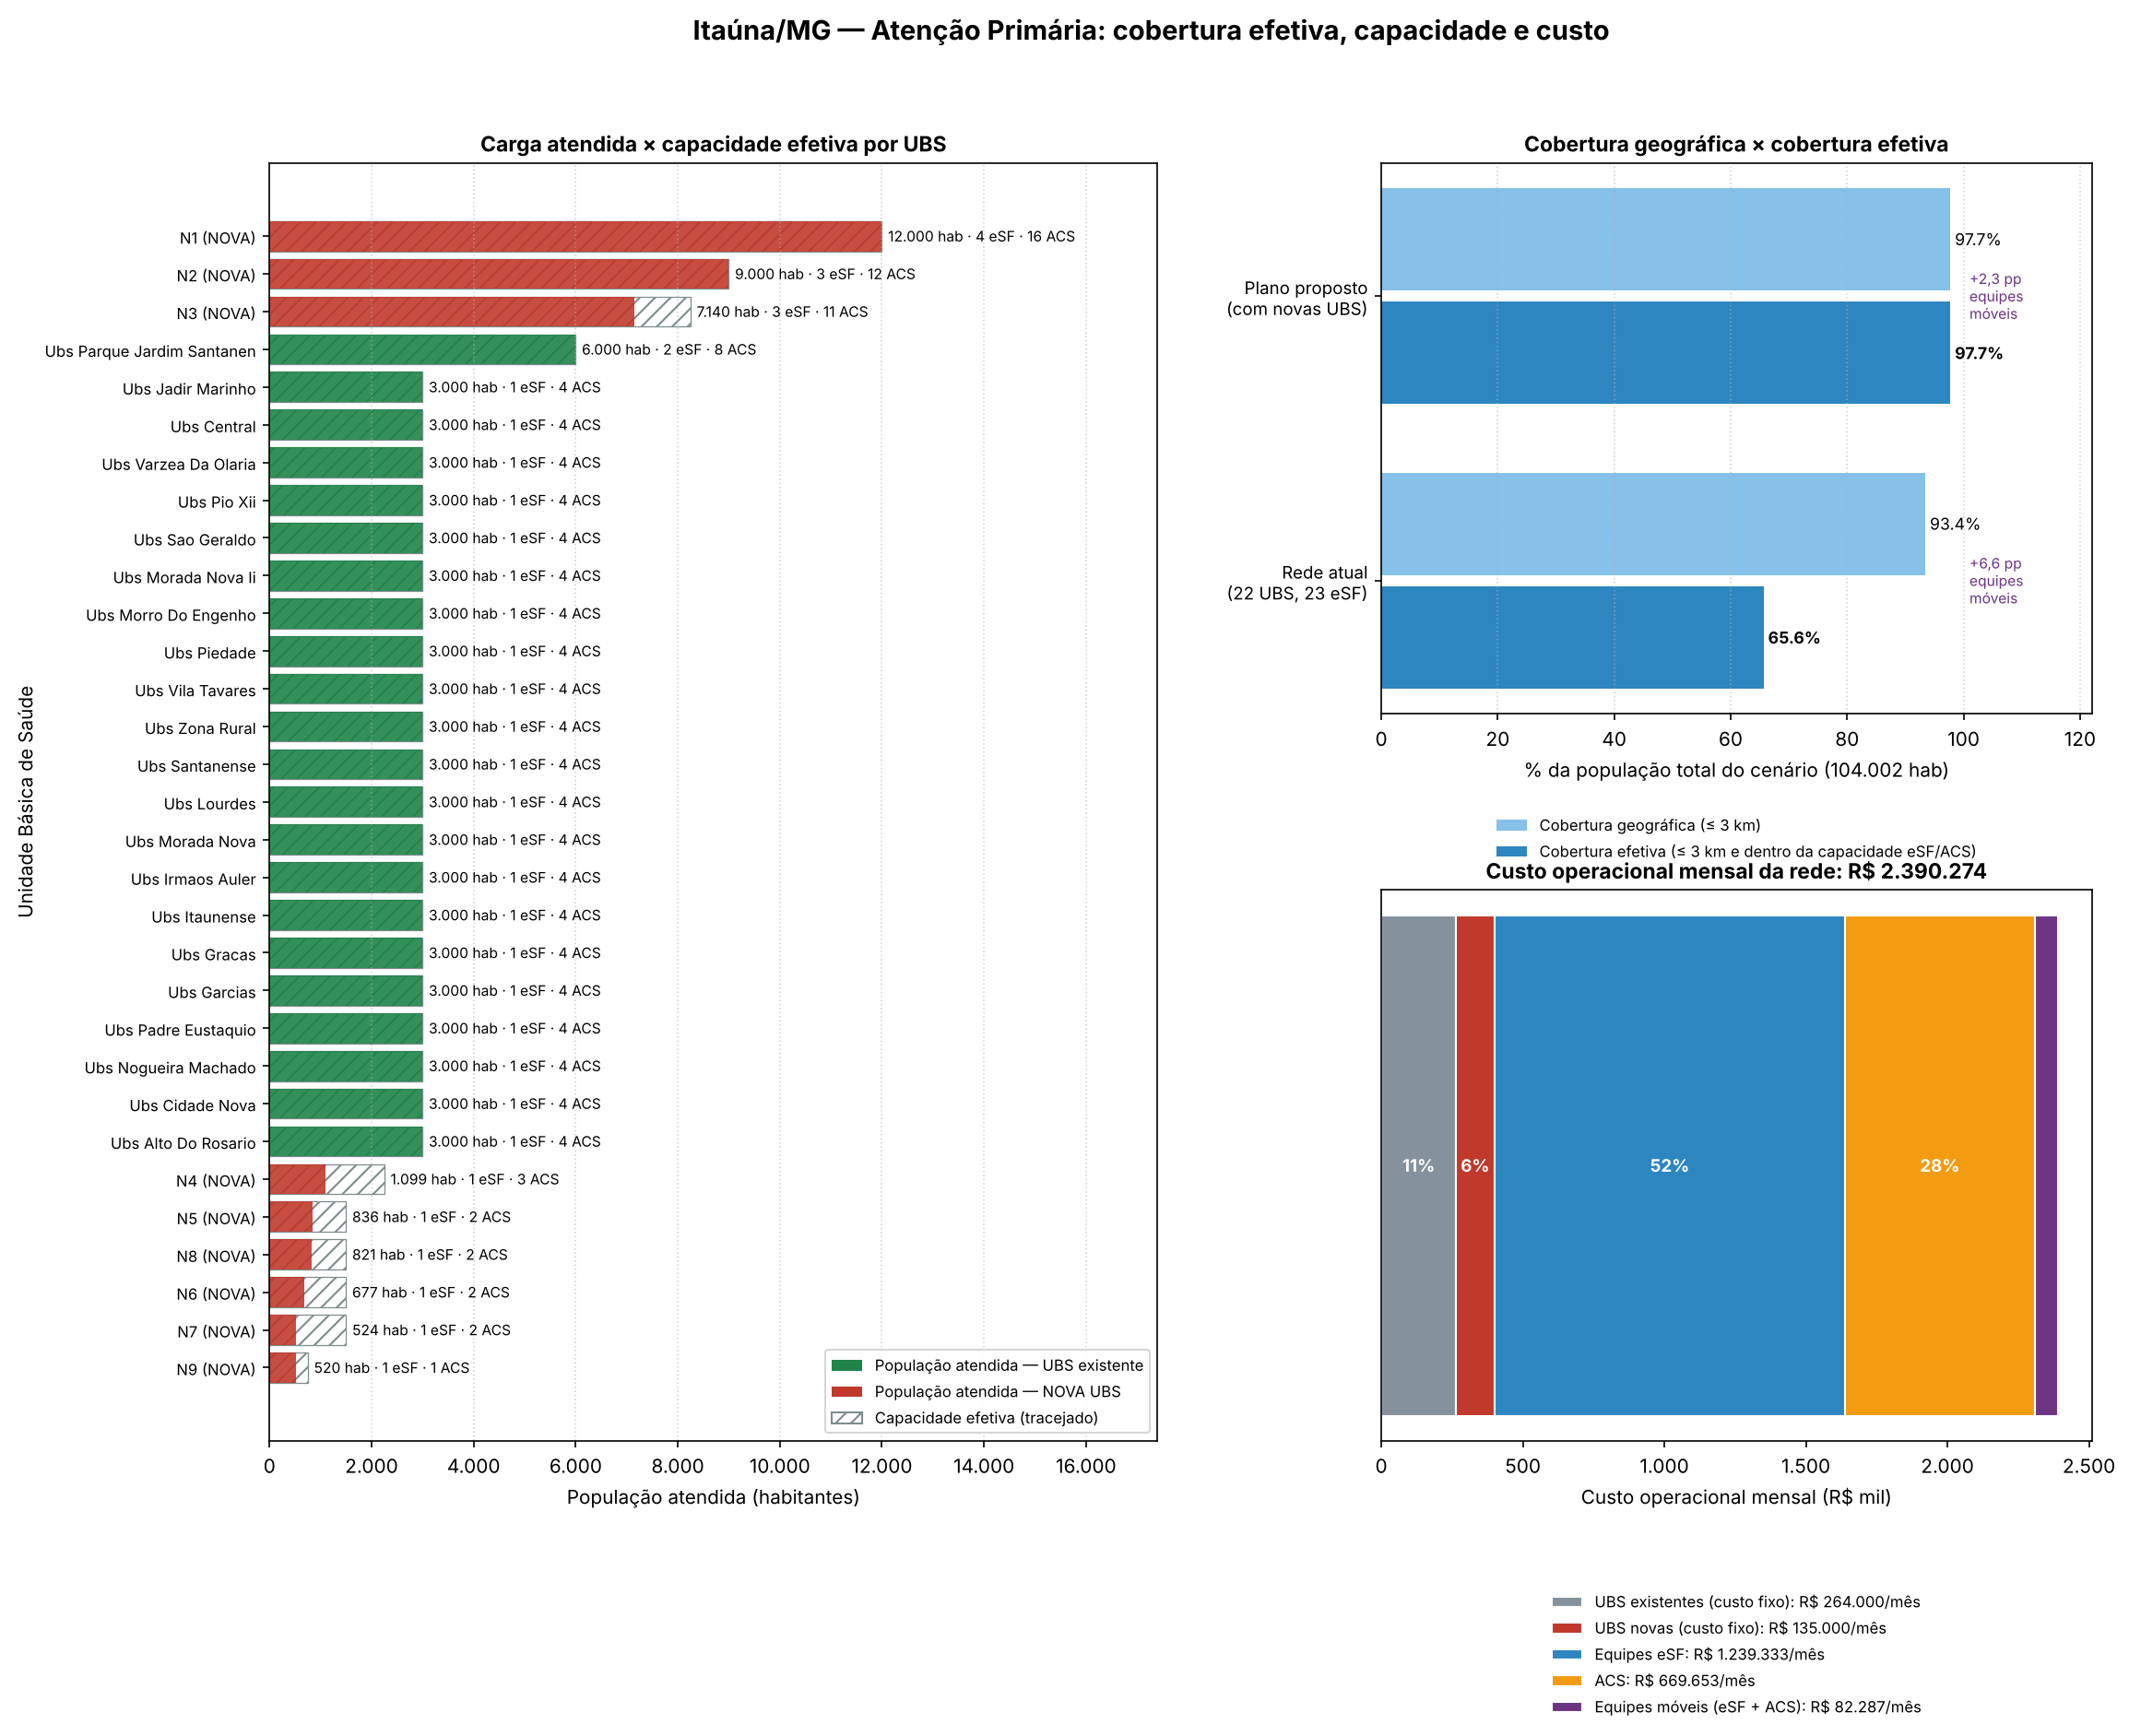 Itaúna/MG — Atenção Primária: cobertura efetiva, capacidade e custo
Carga atendida × capacidade efetiva por UBS
Unidade Básica de Saúde
N1 (NOVA)
12.000 hab · 4 eSF · 16 ACS
N2 (NOVA)
9.000 hab · 3 eSF · 12 ACS
N3 (NOVA)
7.140 hab · 3 eSF · 11 ACS
Ubs Parque Jardim Santanen
6.000 hab · 2 eSF · 8 ACS
Ubs Jadir Marinho
3.000 hab · 1 eSF · 4 ACS
Ubs Central
3.000 hab · 1 eSF · 4 ACS
Ubs Varzea Da Olaria
3.000 hab · 1 eSF · 4 ACS
Ubs Pio Xii
3.000 hab · 1 eSF · 4 ACS
Ubs Sao Geraldo
3.000 hab · 1 eSF · 4 ACS
Ubs Morada Nova Ii
3.000 hab · 1 eSF · 4 ACS
Ubs Morro Do Engenho
3.000 hab · 1 eSF · 4 ACS
Ubs Piedade
3.000 hab · 1 eSF · 4 ACS
Ubs Vila Tavares
3.000 hab · 1 eSF · 4 ACS
Ubs Zona Rural
3.000 hab · 1 eSF · 4 ACS
Ubs Santanense
3.000 hab · 1 eSF · 4 ACS
Ubs Lourdes
3.000 hab · 1 eSF · 4 ACS
Ubs Morada Nova
3.000 hab · 1 eSF · 4 ACS
Ubs Irmaos Auler
3.000 hab · 1 eSF · 4 ACS
Ubs Itaunense
3.000 hab · 1 eSF · 4 ACS
Ubs Gracas
3.000 hab · 1 eSF · 4 ACS
Ubs Garcias
3.000 hab · 1 eSF · 4 ACS
Ubs Padre Eustaquio
3.000 hab · 1 eSF · 4 ACS
Ubs Nogueira Machado
3.000 hab · 1 eSF · 4 ACS
Ubs Cidade Nova
3.000 hab · 1 eSF · 4 ACS
Ubs Alto Do Rosario
3.000 hab · 1 eSF · 4 ACS
N4 (NOVA)
1.099 hab · 1 eSF · 3 ACS
N5 (NOVA)
836 hab · 1 eSF · 2 ACS
N8 (NOVA)
821 hab · 1 eSF · 2 ACS
N6 (NOVA)
677 hab · 1 eSF · 2 ACS
N7 (NOVA)
524 hab · 1 eSF · 2 ACS
N9 (NOVA)
520 hab · 1 eSF · 1 ACS
População atendida — UBS existente
População atendida — NOVA UBS
Capacidade efetiva (tracejado)
0 2.000 4.000 6.000 8.000 10.000 12.000 14.000 16.000
População atendida (habitantes)
Cobertura geográfica × cobertura efetiva
Plano proposto
(com novas UBS)
97.7%
+2,3 pp
equipes
móveis
97.7%
Rede atual
(22 UBS, 23 eSF)
93.4%
+6,6 pp
equipes
móveis
65.6%
0 20 40 60 80 100 120
% da população total do cenário (104.002 hab)
Cobertura geográfica (≤ 3 km)
Cobertura efetiva (≤ 3 km e dentro da capacidade eSF/ACS)
Custo operacional mensal da rede: R$ 2.390.274
11% 6% 52% 28%
0 500 1.000 1.500 2.000 2.500
Custo operacional mensal (R$ mil)
UBS existentes (custo fixo): R$ 264.000/mês
UBS novas (custo fixo): R$ 135.000/mês
Equipes eSF: R$ 1.239.333/mês
ACS: R$ 669.653/mês
Equipes móveis (eSF + ACS): R$ 82.287/mês